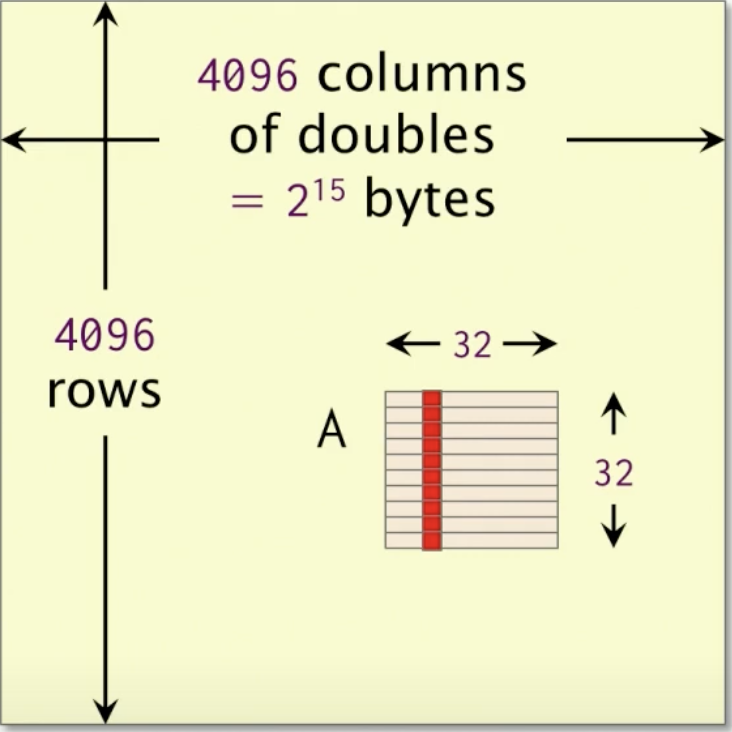 4096 columns
of doubles
= 2¹⁵ bytes
4096
rows
32
A
32